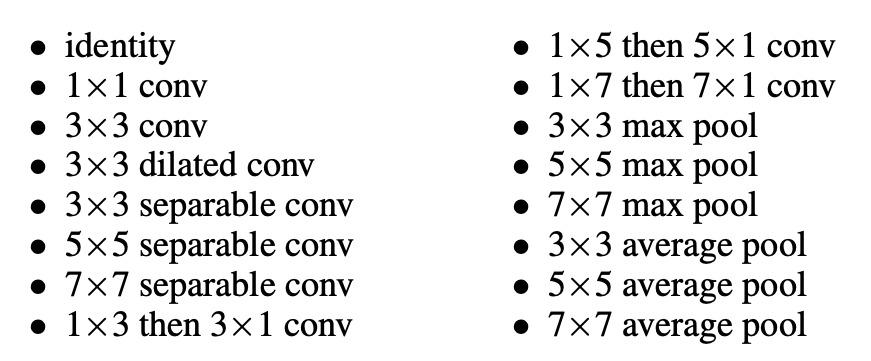 • identity
• 1×1 conv
• 3×3 conv
• 3×3 dilated conv
• 3×3 separable conv
• 5×5 separable conv
• 7×7 separable conv
• 1×3 then 3×1 conv
• 1×5 then 5×1 conv
• 1×7 then 7×1 conv
• 3×3 max pool
• 5×5 max pool
• 7×7 max pool
• 3×3 average pool
• 5×5 average pool
• 7×7 average pool